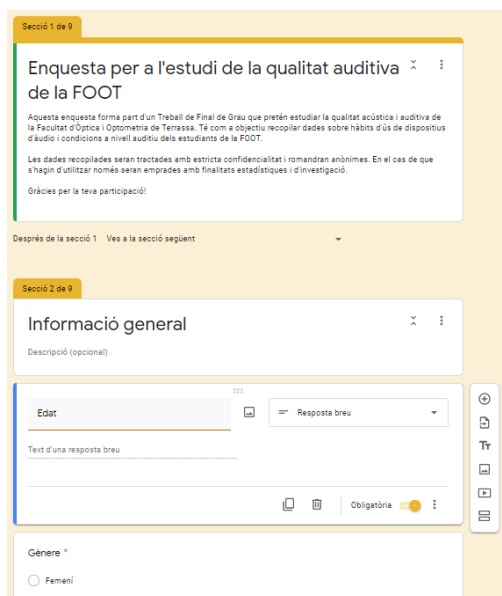 Secció 1 de 9
Enquesta per a l'estudi de la qualitat auditiva
de la FOOT
Aquesta enquesta forma part d'un Treball de Final de Grau que pretén estudiar la qualitat acústica i auditiva de
la Facultat d'Òptica i Optometria de Terrassa. Té com a objectiu recopilar dades sobre hàbits d'ús de dispositius
d'àudio i condicions a nivell auditiu dels estudiants de la FOOT.
Les dades recopilades seran tractades amb estricta confidencialitat i romandran anònimes. En el cas de que
s'hagin d'utilitzar només seran emprades amb finalitats estadístiques i d'investigació.
Gràcies per la teva participació!
Després de la secció 1 Ves a la secció següent
Secció 2 de 9
Informació general
Descripció (opcional)
Edat
Resposta breu
Text d'una resposta breu
Obligatòria
Tт
Gènere *
Femení